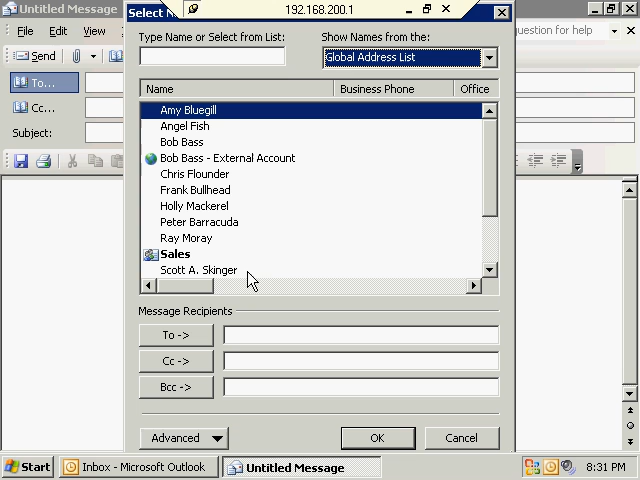 Untitled Message
Select N
192.168.200.1
File Edit View
question for help
Send
Type Name or Select from List:
Show Names from the:
Global Address List
To...
Cc...
Subject:
Name Business Phone Office
Amy Bluegill
Angel Fish
Bob Bass
Bob Bass - External Account
Chris Flounder
Frank Bullhead
Holly Mackerel
Peter Barracuda
Ray Moray
Sales
Scott A. Skinger
Message Recipients
To ->
Cc ->
Bcc ->
Advanced OK Cancel
Start Inbox - Microsoft Outlook Untitled Message 8:31 PM